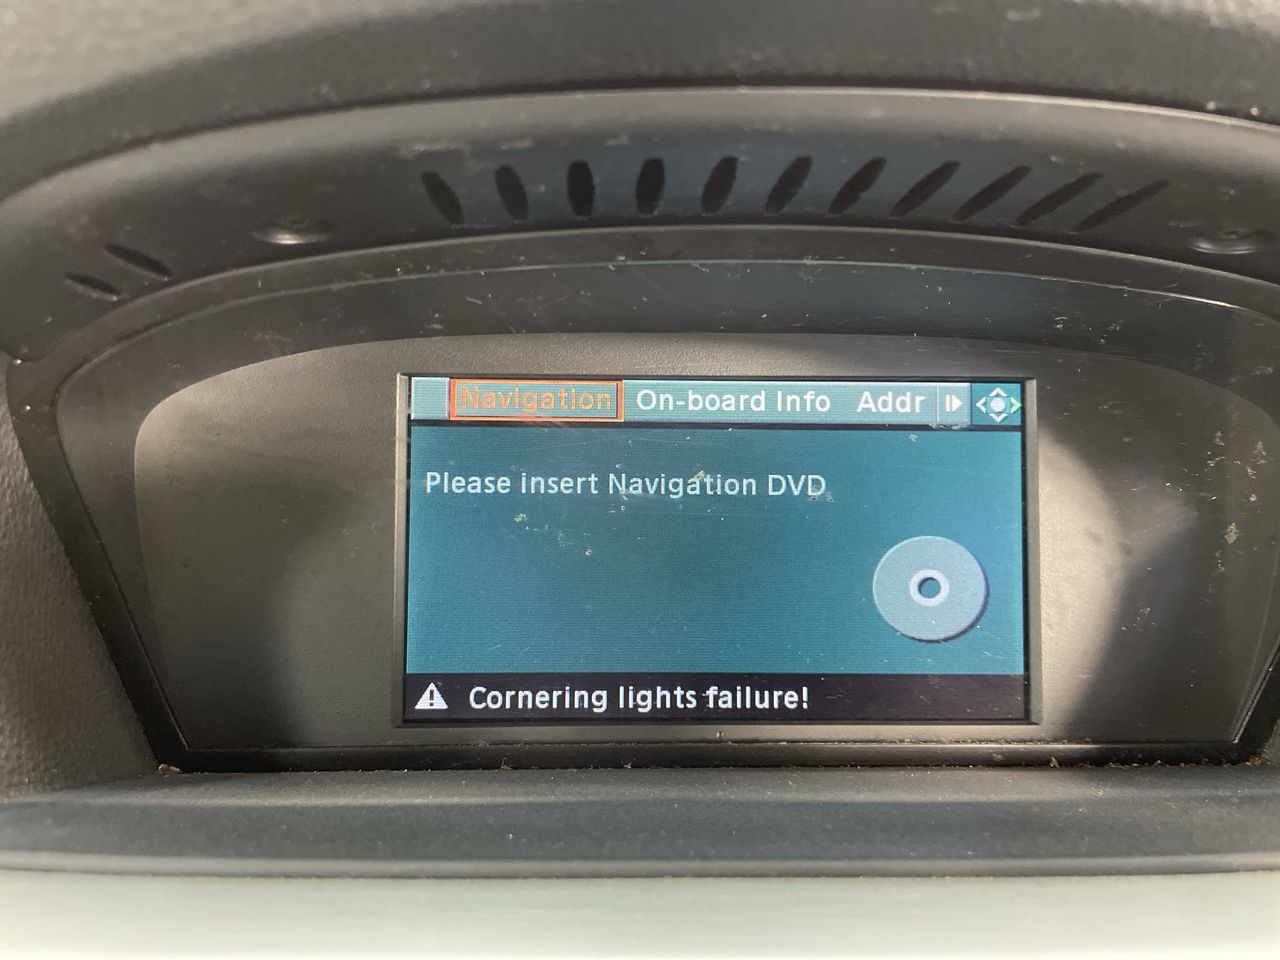 Navigation On-board Info Addr
Please insert Navigation DVD
Cornering lights failure!